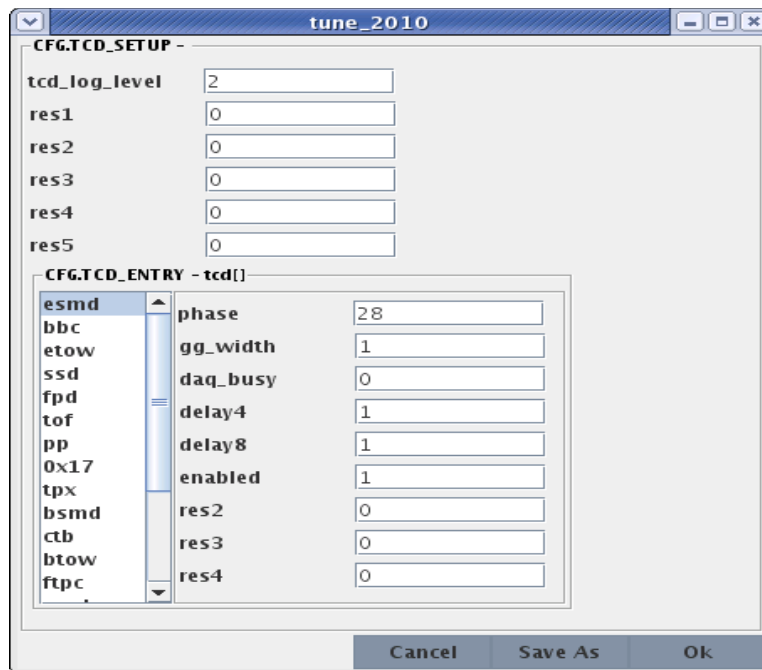 tune_2010
CFG.TCD_SETUP -
tcd_log_level 2
res1 0
res2 0
res3 0
res4 0
res5 0
CFG.TCD_ENTRY - tcd[]
esmd
bbc
etow
ssd
fpd
tof
pp
0x17
tpx
bsmd
ctb
btow
ftpc
phase 28
gg_width 1
daq_busy 0
delay4 1
delay8 1
enabled 1
res2 0
res3 0
res4 0
Cancel Save As Ok